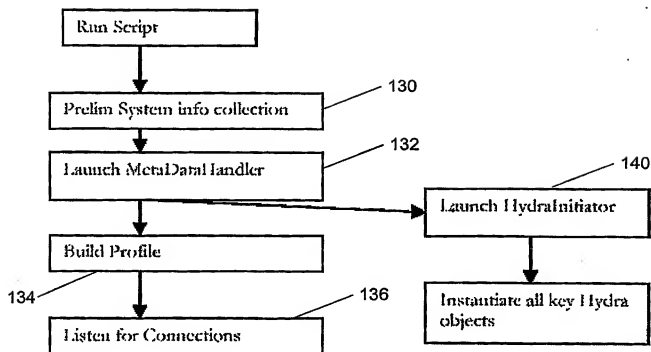 Run Script
Prelim System info collection
130
Launch MetaDataHandler
132
140
Launch HydraInitiator
Build Profile
134
Instantiate all key Hydra
objects
136
Listen for Connections